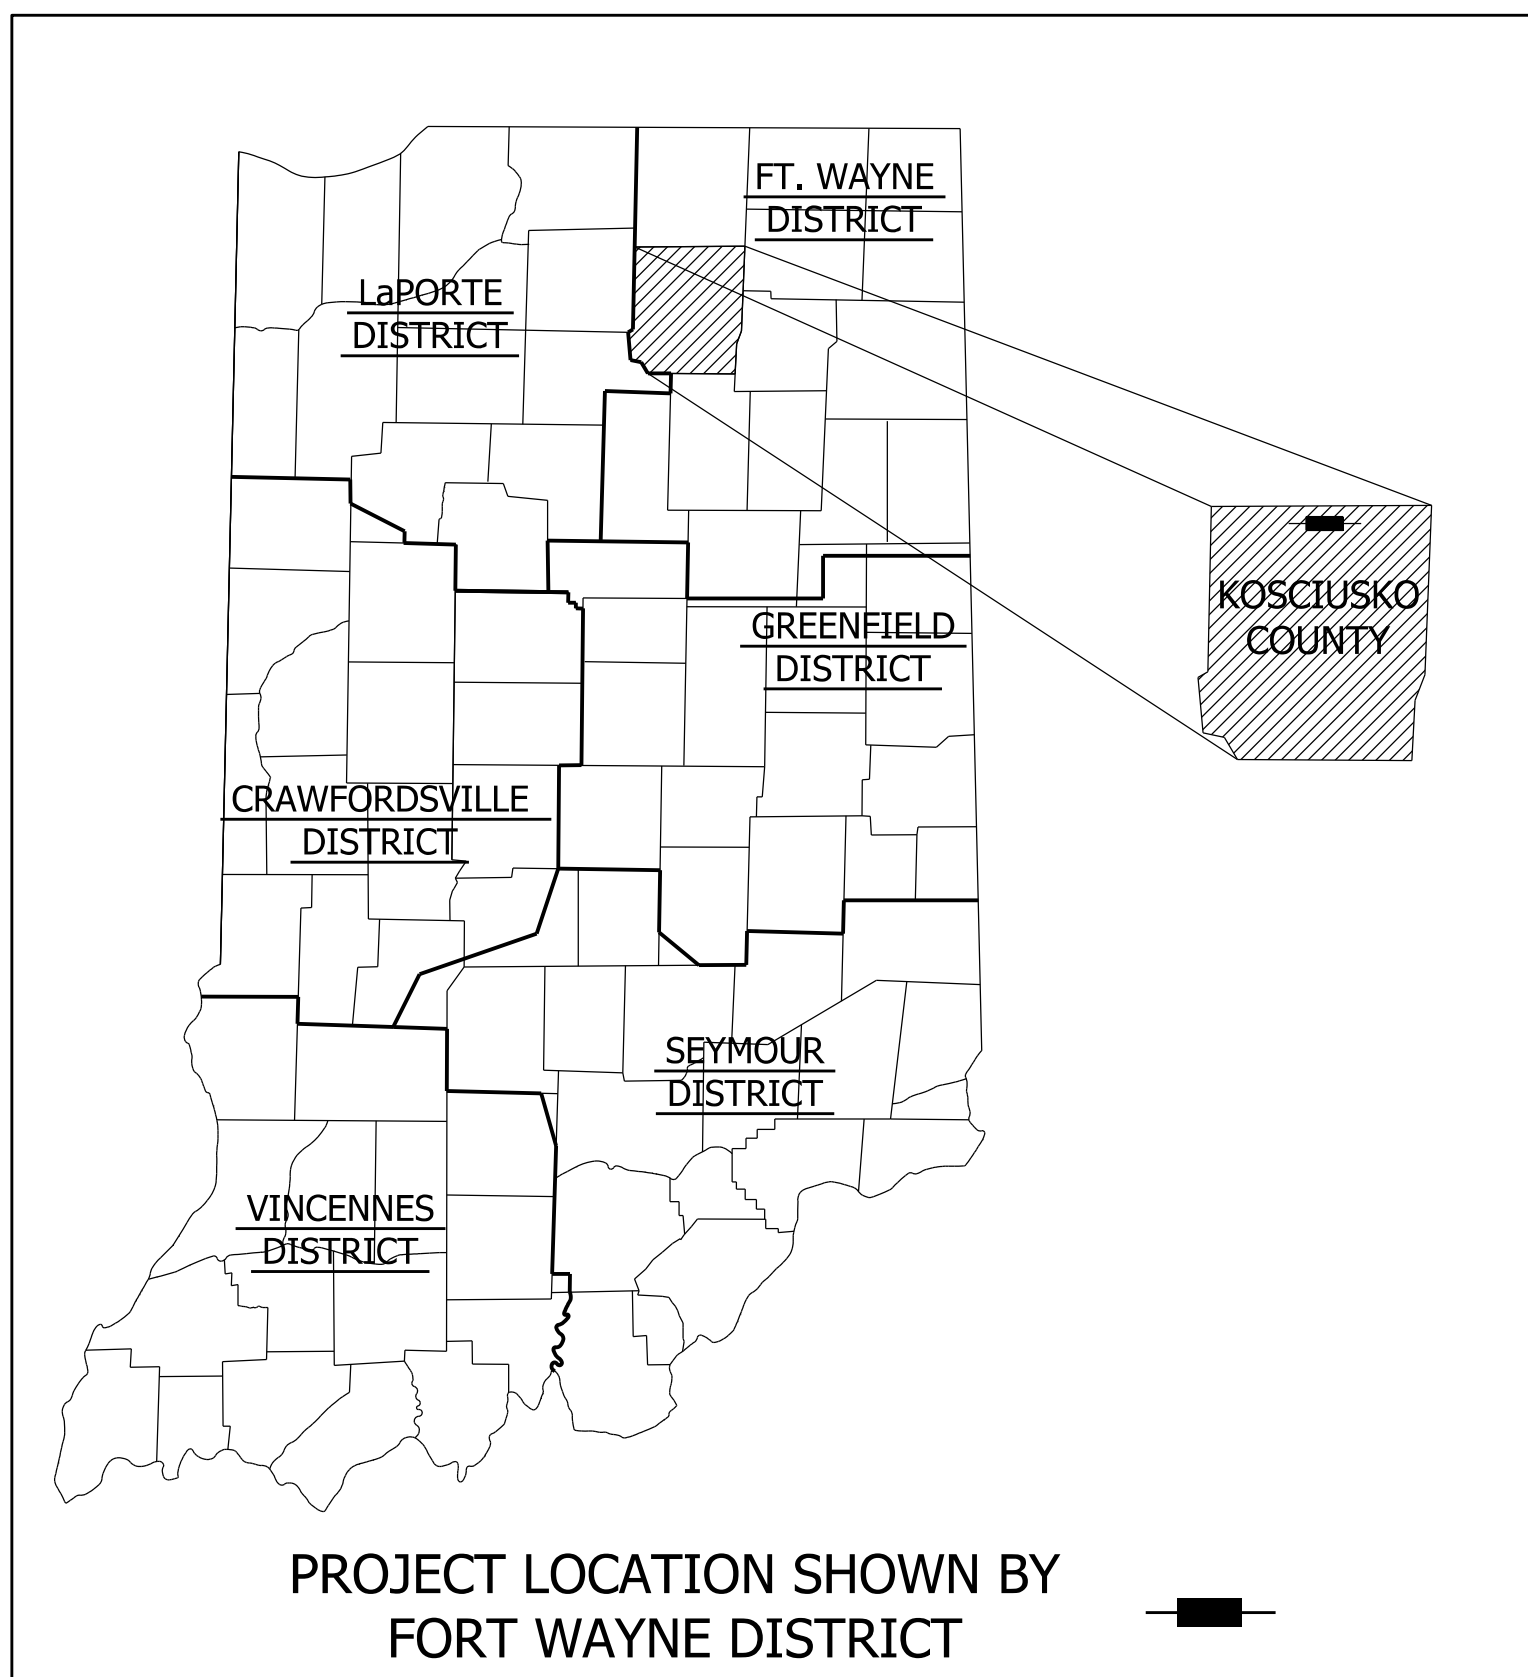 FT. WAYNE
DISTRICT
LaPORTE
DISTRICT
KOSCIUSKO
COUNTY
GREENFIELD
DISTRICT
CRAWFORDSVILLE
DISTRICT
SEYMOUR
DISTRICT
VINCENNES
DISTRICT
PROJECT LOCATION SHOWN BY
FORT WAYNE DISTRICT